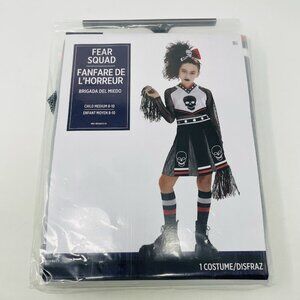 FEAR
SQUAD
FANFARE DE
L'HORREUR
BRIGADA DEL MIEDO
CHILD MEDIUM 8-10
ENFANT MOYEN 8-10
1 COSTUME/DISFRAZ